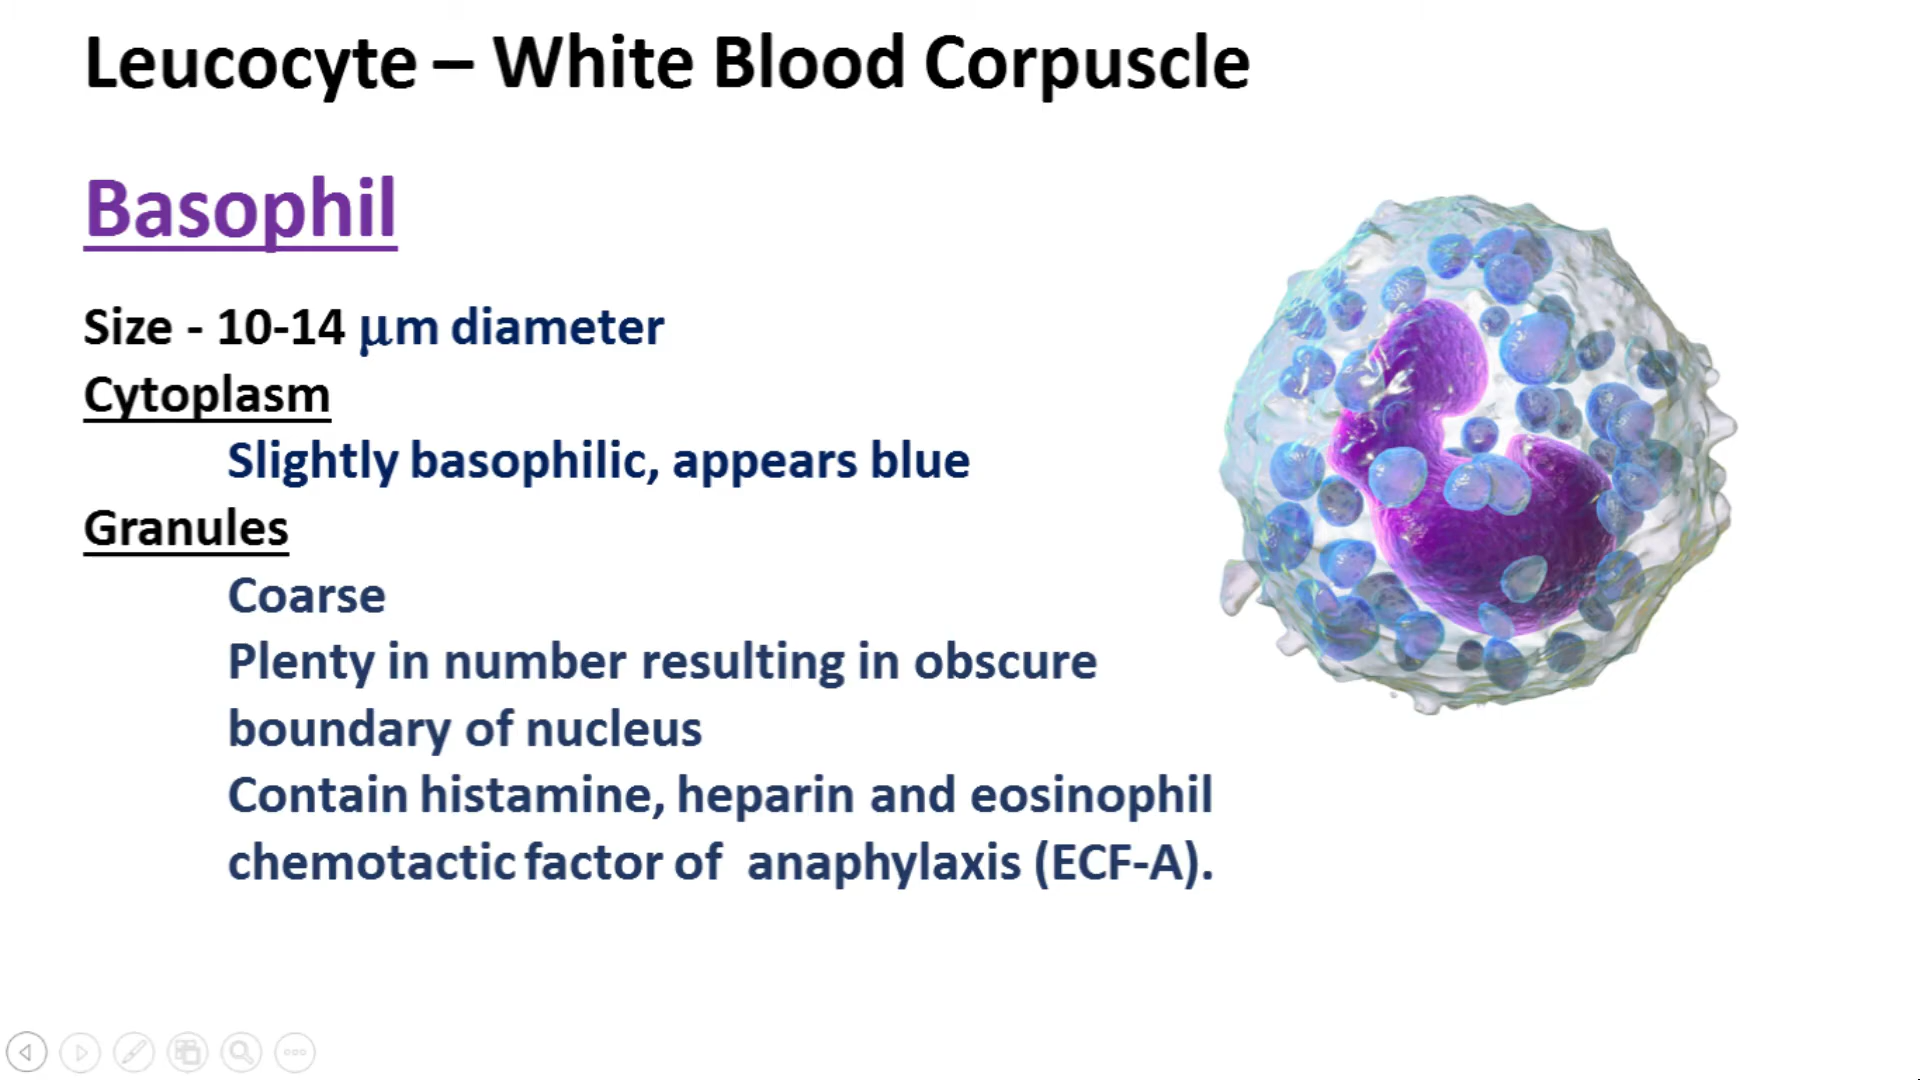 Leucocyte – White Blood Corpuscle
Basophil
Size - 10-14 μm diameter
Cytoplasm
Slightly basophilic, appears blue
Granules
Coarse
Plenty in number resulting in obscure
boundary of nucleus
Contain histamine, heparin and eosinophil
chemotactic factor of anaphylaxis (ECF-A).